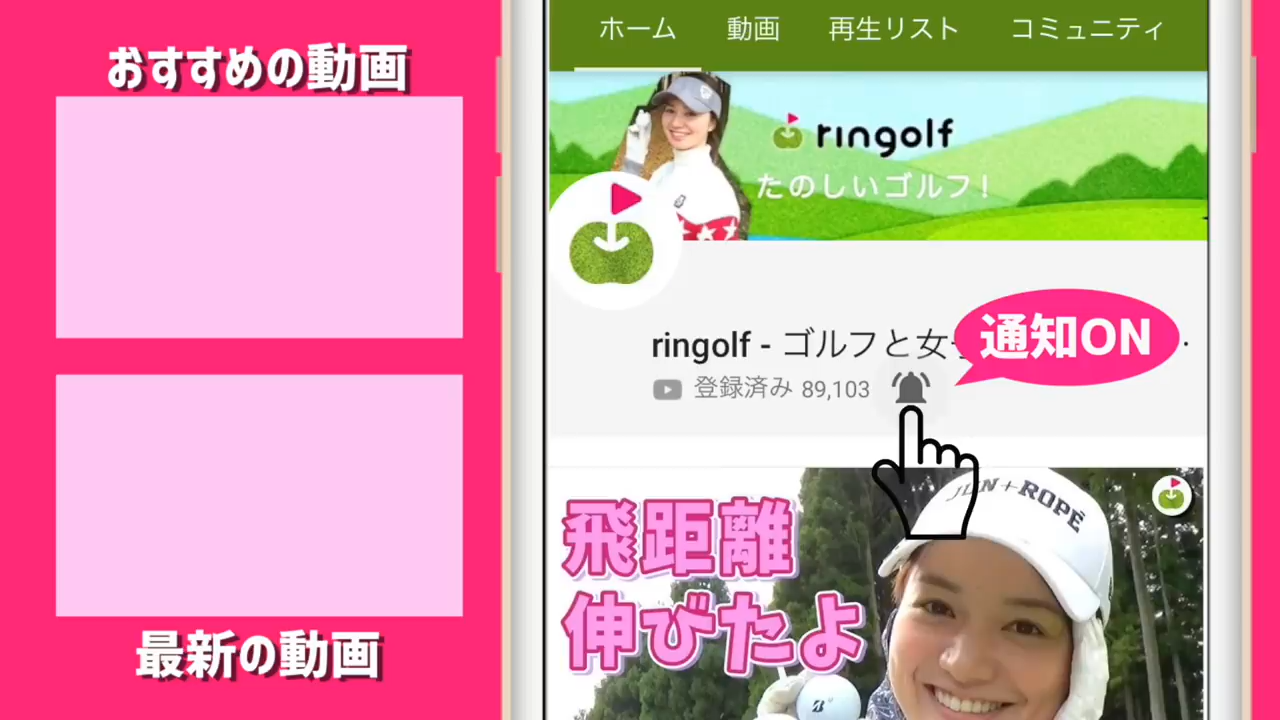 おすすめの動画
最新の動画
ホーム 動画 再生リスト コミュニティ
ringolf
たのしいゴルフ!
ringolf - ゴルフと女
通知ON
登録済み 89,103
飛距離
伸びたよ
JUN+ROPÉ
B